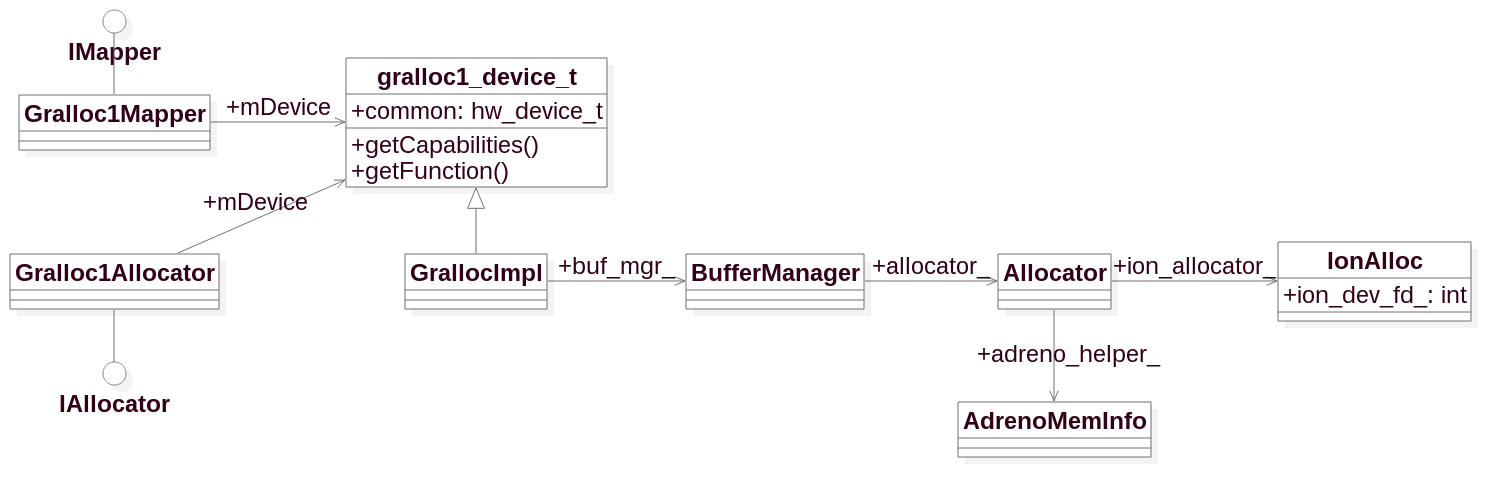 IMapper
Gralloc1Mapper
+mDevice
gralloc1_device_t
+common: hw_device_t
+getCapabilities()
+getFunction()
+mDevice
Gralloc1Allocator
GrallocImpl
+buf_mgr_
BufferManager
+allocator_
Allocator
+ion_allocator_
IonAlloc
+ion_dev_fd_: int
+adreno_helper_
IAllocator
AdrenoMemInfo